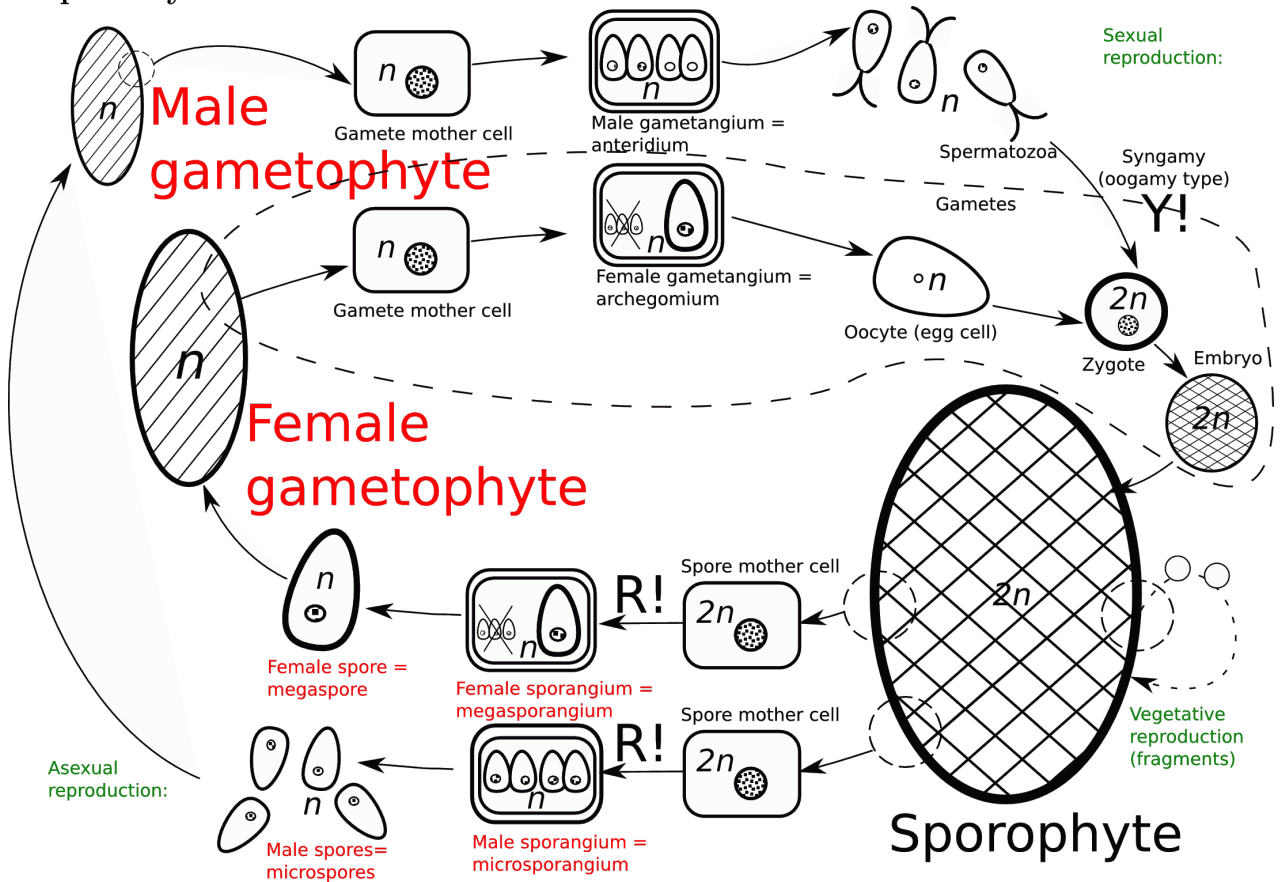 n
Male
gametophyte
n
Gamete mother cell
n
Male gametangium =
anteridium
n
Spermatozoa
Sexual
reproduction:
Syngamy
(oogamy type)
Y!
Gametes
n
Female
gametophyte
n
Gamete mother cell
n
Female gametangium =
archegomium
n
Oocyte (egg cell)
2n
Zygote
Embryo
2n
2n
Sporophyte
Vegetative
reproduction
(fragments)
Spore mother cell
2n
R!
n
Female sporangium =
megasporangium
n
Female spore =
megaspore
Spore mother cell
2n
R!
n
Male sporangium =
microsporangium
n
Male spores=
microspores
Asexual
reproduction: